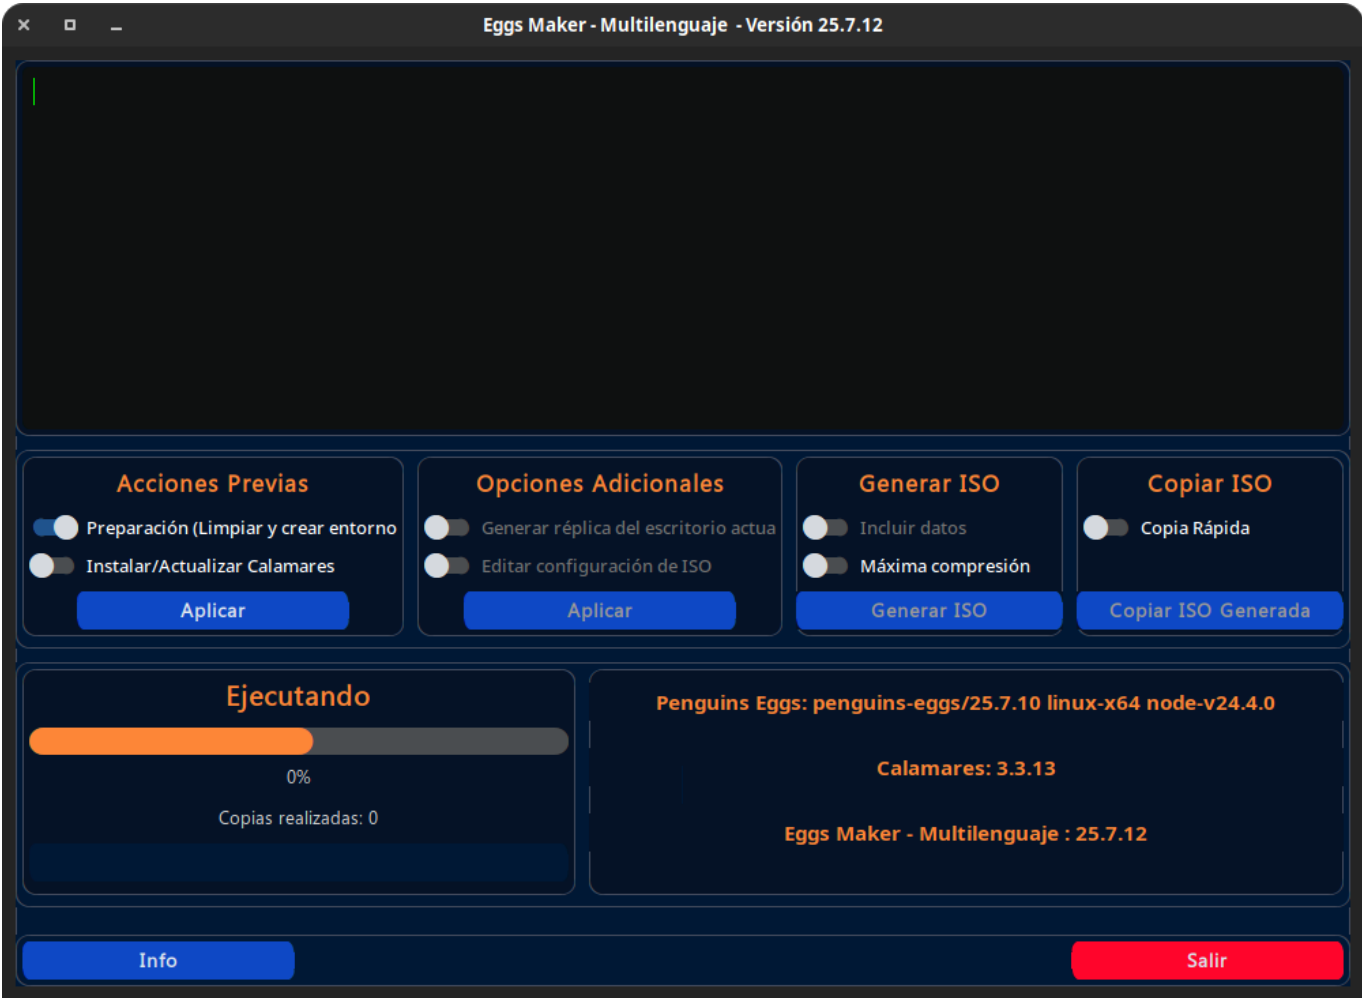 Eggs Maker - Multilenguaje - Versión 25.7.12
Acciones Previas
Preparación (Limpiar y crear entorno
Instalar/Actualizar Calamares
Aplicar
Opciones Adicionales
Generar réplica del escritorio actua
Editar configuración de ISO
Aplicar
Generar ISO
Incluir datos
Máxima compresión
Generar ISO
Copiar ISO
Copia Rápida
Copiar ISO Generada
Ejecutando
0%
Copias realizadas: 0
Penguins Eggs: penguins-eggs/25.7.10 linux-x64 node-v24.4.0
Calamares: 3.3.13
Eggs Maker - Multilenguaje : 25.7.12
Info
Salir